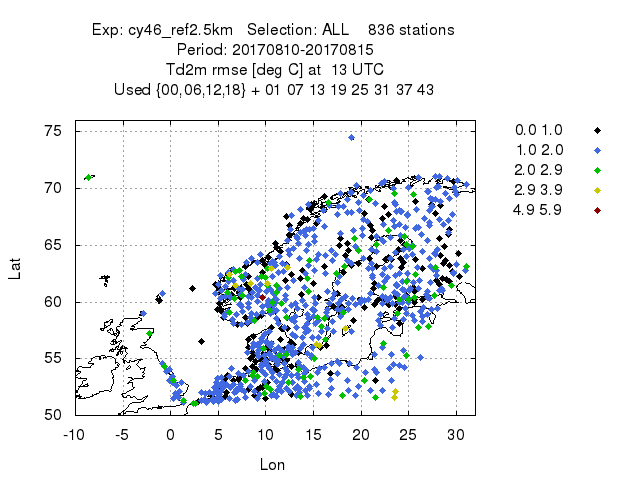 Exp: cy46_ref2.5km   Selection: ALL    836 stations
Period: 20170810-20170815
Td2m rmse [deg C] at  13 UTC
Used {00,06,12,18} + 01 07 13 19 25 31 37 43
75
70
65
60
55
50
Lat
-10 -5 0 5 10 15 20 25 30
Lon
0.0 1.0
1.0 2.0
2.0 2.9
2.9 3.9
4.9 5.9